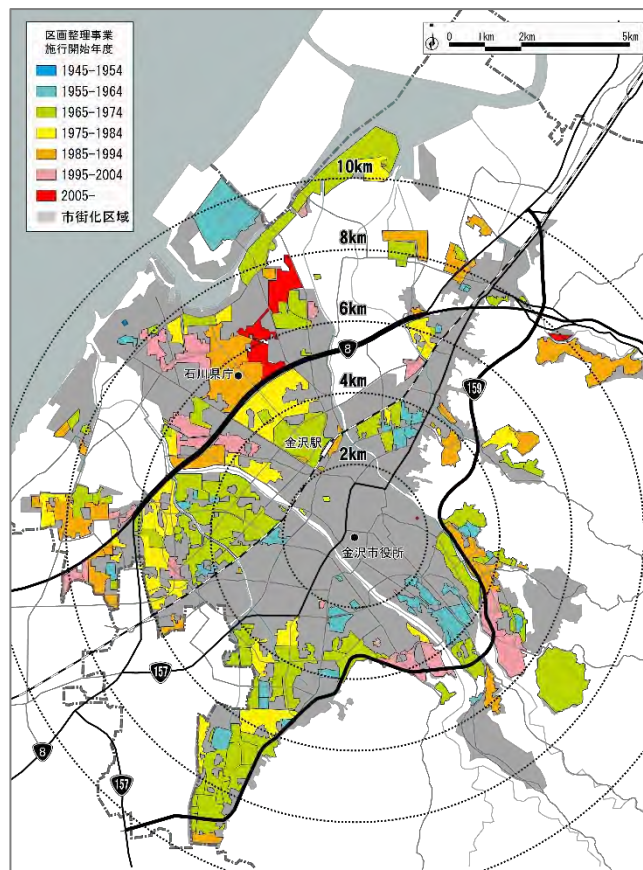 区画整理事業
施行開始年度
1945-1954
1955-1964
1965-1974
1975-1984
1985-1994
1995-2004
2005-
市街化区域
0 1km 2km 5km
10km
8km
6km
8
石川県庁
4km
159
金沢駅
2km
金沢市役所
157
8
157